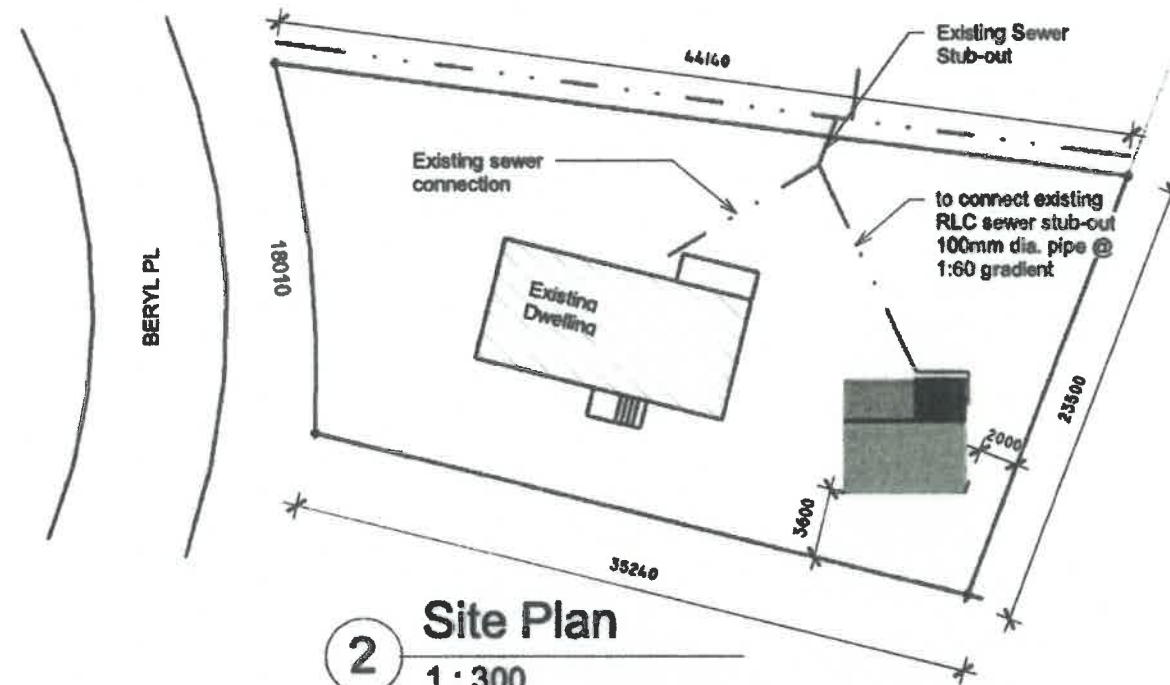 44140
Existing Sewer
Stub-out
Existing sewer
connection
to connect existing
RLC sewer stub-out
100mm dia. pipe @
1:60 gradient
BERYL PL
18010
Existing
Dwelling
23500
2000
3600
35240
2
Site Plan
1 : 300